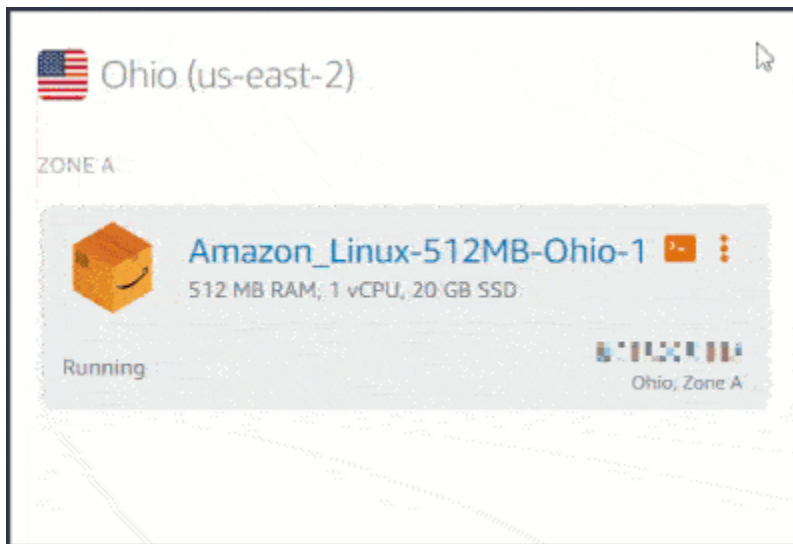 Ohio (us-east-2)
ZONE A
Amazon_Linux-512MB-Ohio-1
512 MB RAM, 1 vCPU, 20 GB SSD
Running
Ohio, Zone A